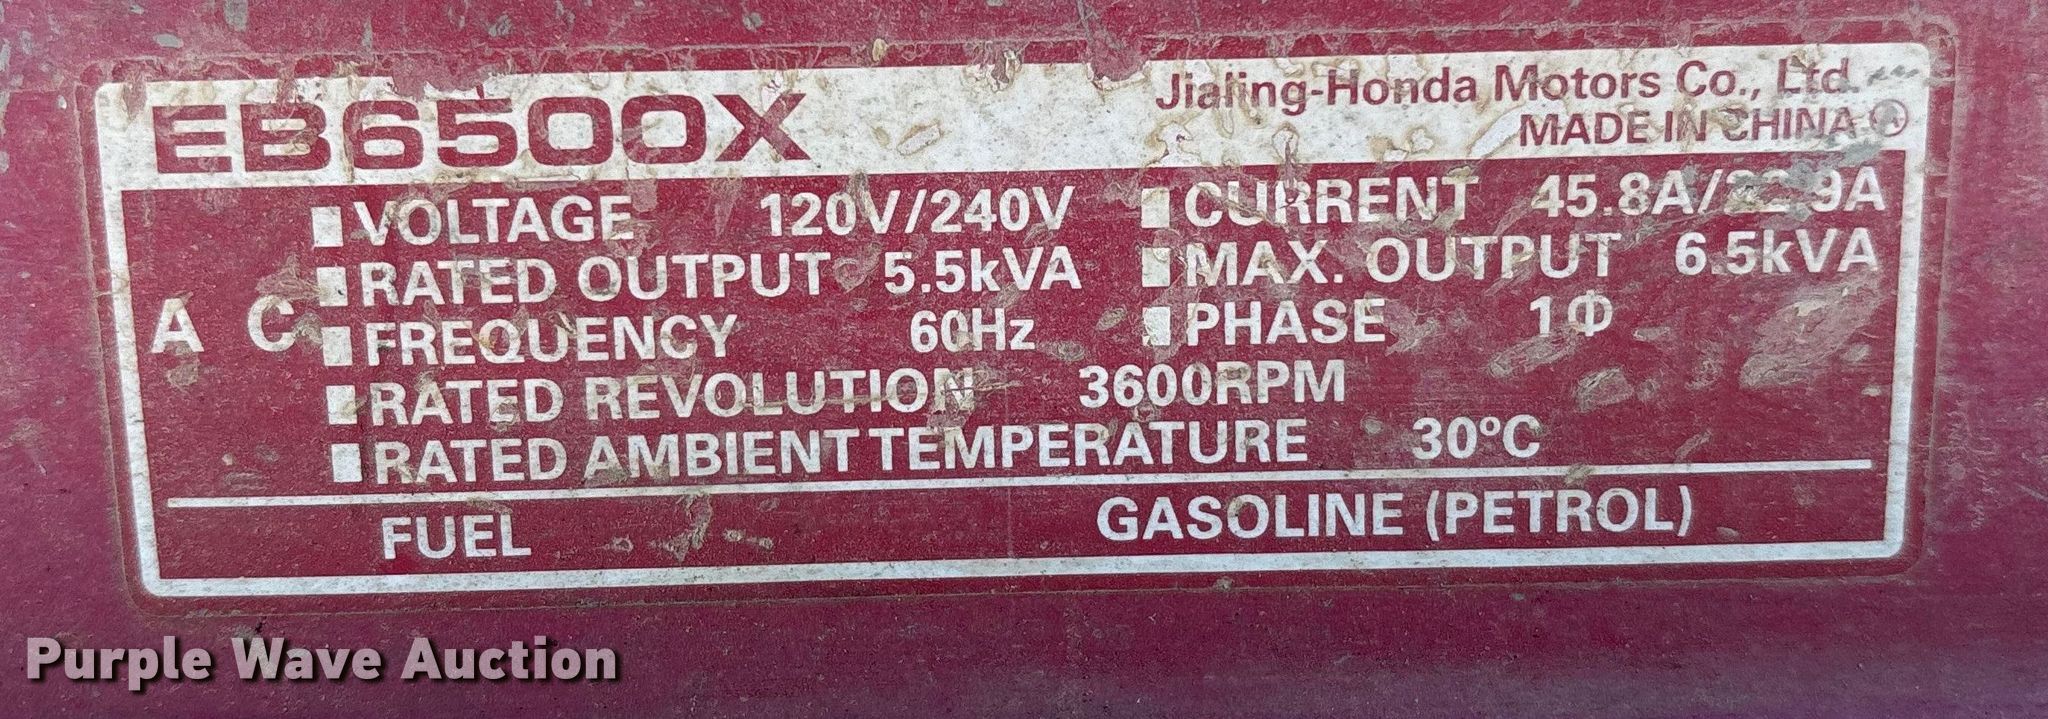 EB6500X
Jialing-Honda Motors Co., Ltd.
MADE IN CHINA Ⓐ
A C
VOLTAGE 120V/240V CURRENT 45.8A/22.9A
RATED OUTPUT 5.5kVA MAX. OUTPUT 6.5kVA
FREQUENCY 60Hz PHASE 1Φ
RATED REVOLUTION 3600RPM
RATED AMBIENT TEMPERATURE 30°C
FUEL GASOLINE (PETROL)
Purple Wave Auction